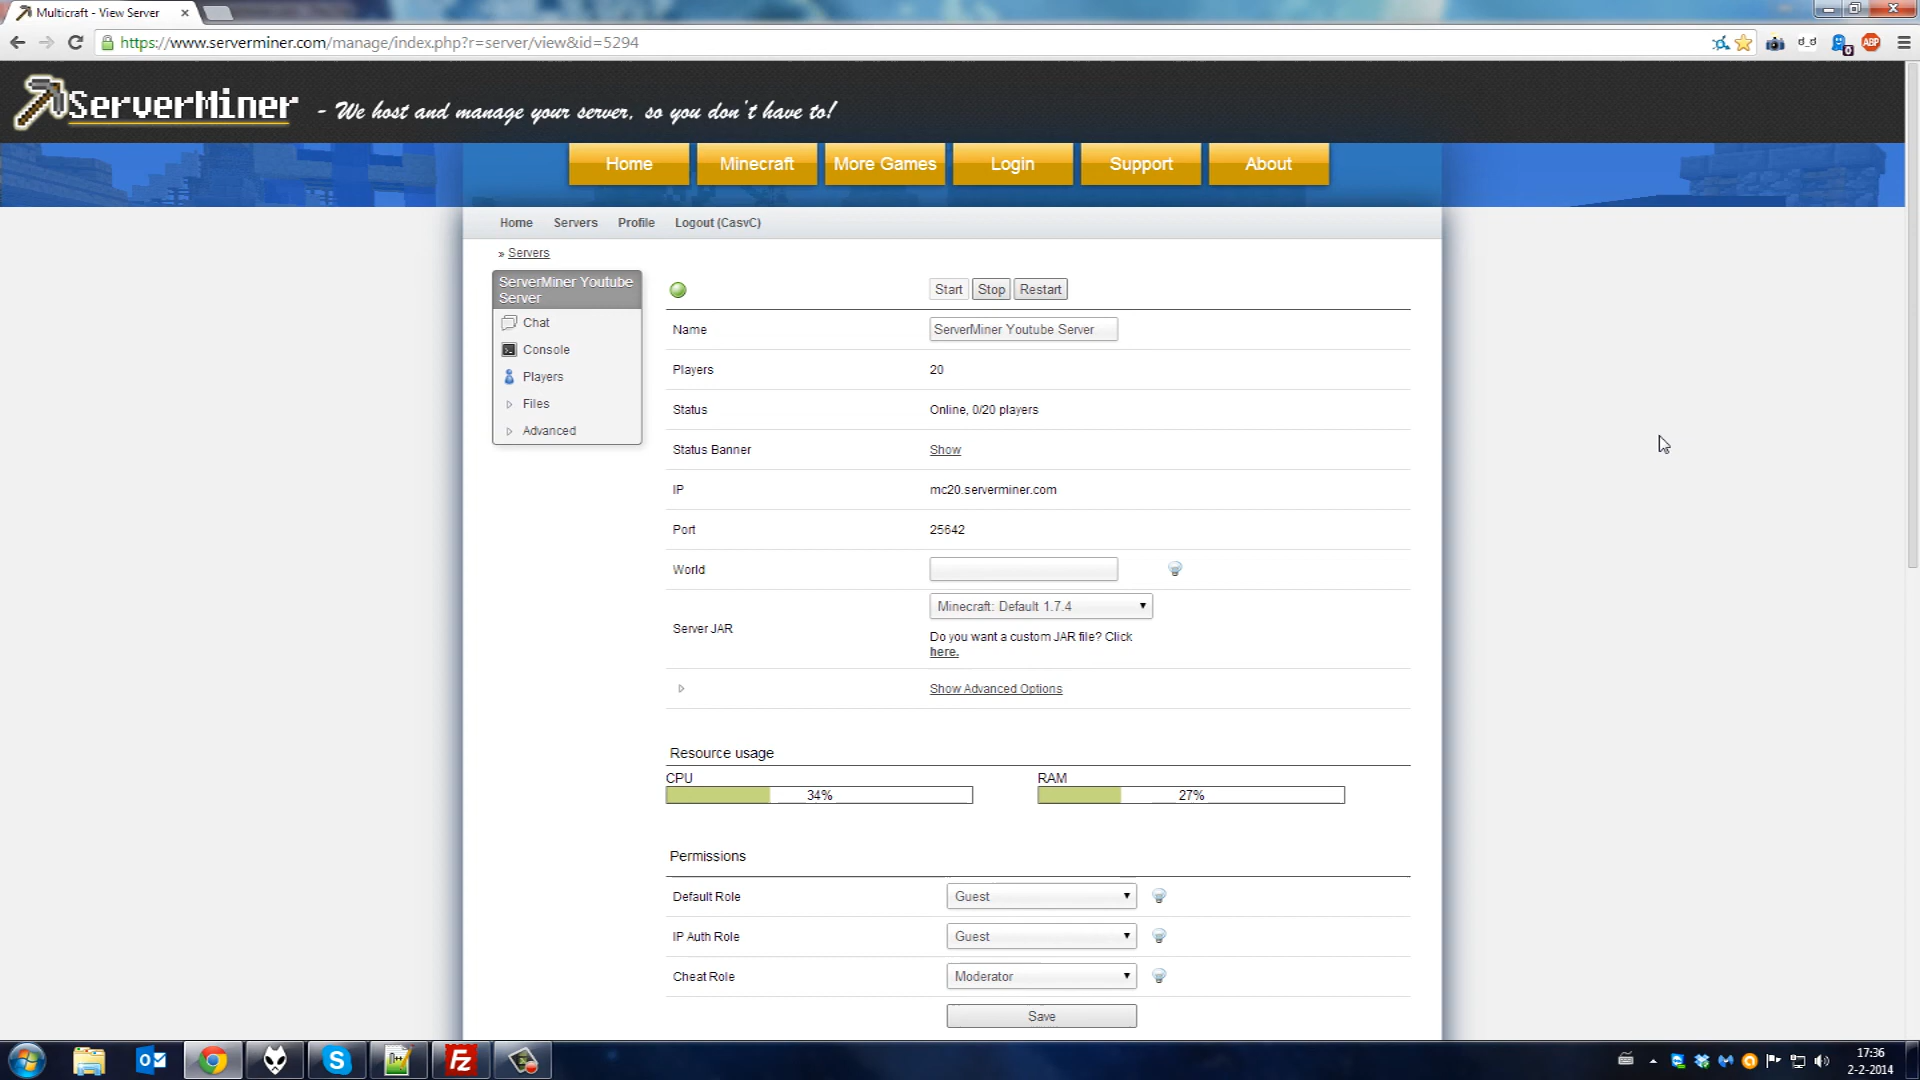 Multicraft - View Server
https://www.serverminer.com/manage/index.php?r=server/view&id=5294
ABP
ServerMiner - We host and manage your server, so you don't have to!
Home Minecraft More Games Login Support About
Home Servers Profile Logout (CasvC)
» Servers
ServerMiner Youtube
Server
Chat
Console
Players
Files
Advanced
Start Stop Restart
Name ServerMiner Youtube Server
Players 20
Status Online, 0/20 players
Status Banner Show
IP mc20.serverminer.com
Port 25642
World
Server JAR Minecraft: Default 1.7.4
Do you want a custom JAR file? Click
here.
Show Advanced Options
Resource usage
CPU RAM
34% 27%
Permissions
Default Role Guest
IP Auth Role Guest
Cheat Role Moderator
Save
17:36
2-2-2014